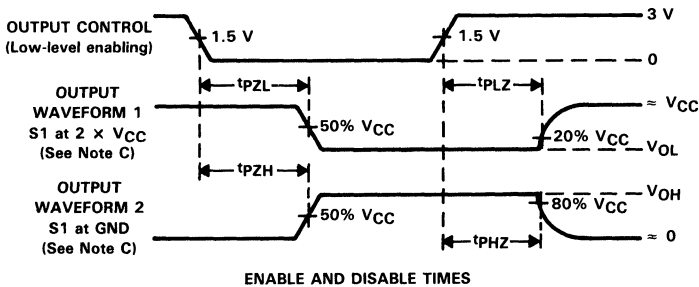 OUTPUT CONTROL
(Low-level enabling)
1.5 V
1.5 V
3 V
0
tPZL
tPLZ
OUTPUT
WAVEFORM 1
S1 at 2 × VCC
(See Note C)
50% VCC
20% VCC
≈ VCC
VOL
tPZH
OUTPUT
WAVEFORM 2
S1 at GND
(See Note C)
50% VCC
80% VCC
VOH
≈ 0
tPHZ
ENABLE AND DISABLE TIMES